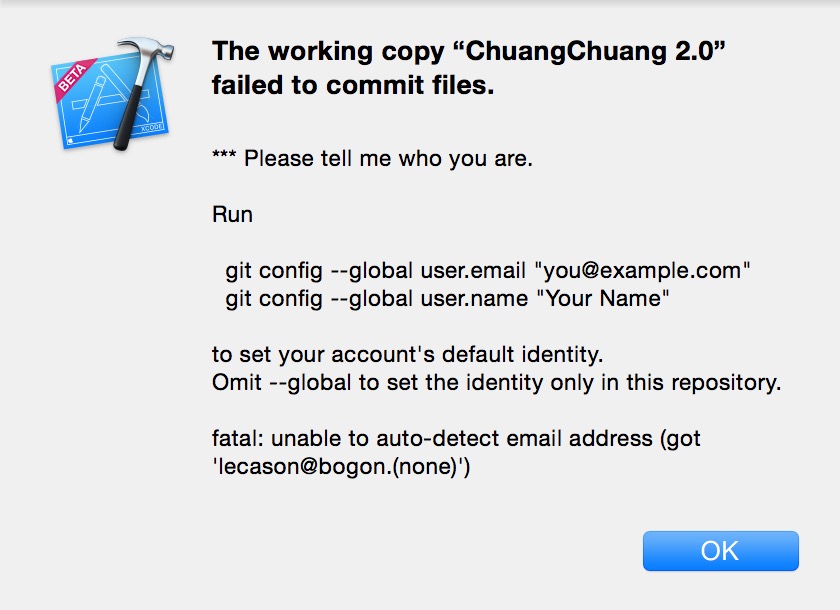 BETA
XCODE
The working copy “ChuangChuang 2.0”
failed to commit files.
*** Please tell me who you are.
Run
git config --global user.email "you@example.com"
git config --global user.name "Your Name"
to set your account's default identity.
Omit --global to set the identity only in this repository.
fatal: unable to auto-detect email address (got
'lecason@bogon.(none)')
OK